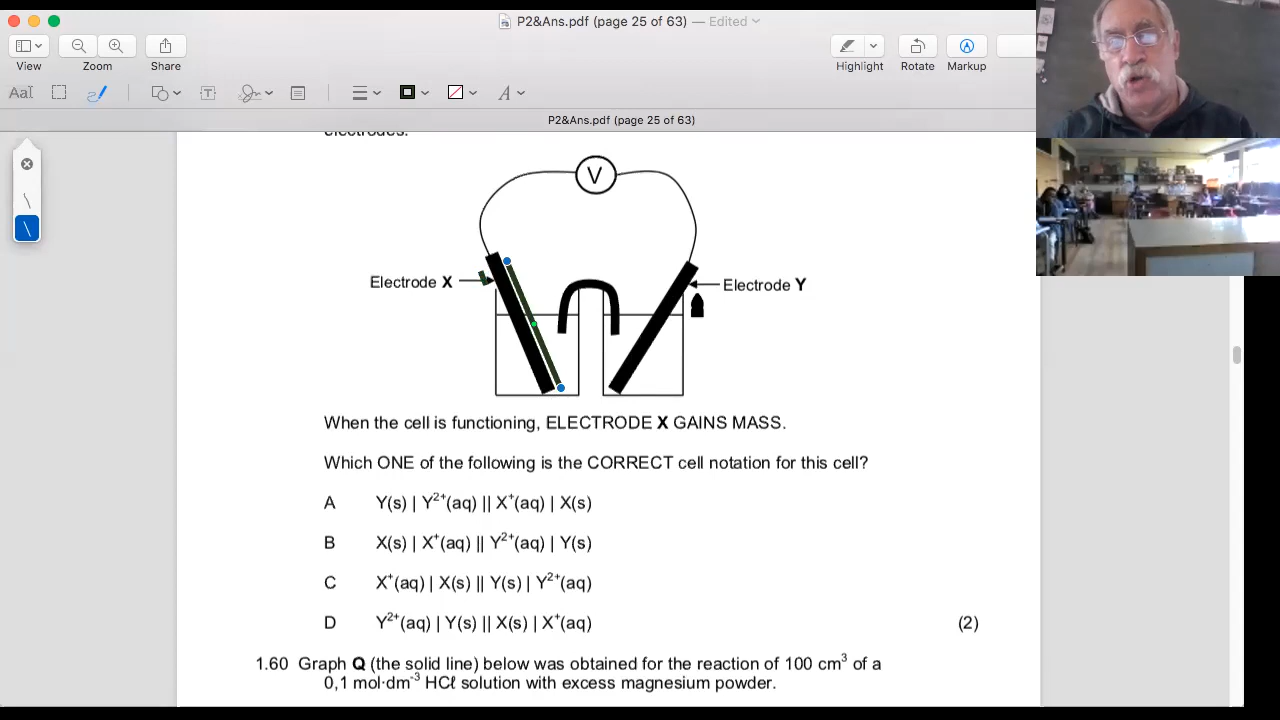 P2&Ans.pdf (page 25 of 63) — Edited
View
Zoom
Share
Highlight
Rotate
Markup
AaI
T
A
P2&Ans.pdf (page 25 of 63)
electrodes.
V
Electrode X
Electrode Y
When the cell is functioning, ELECTRODE X GAINS MASS.
Which ONE of the following is the CORRECT cell notation for this cell?
A Y(s) | Y²⁺(aq) || X⁺(aq) | X(s)
B X(s) | X⁺(aq) || Y²⁺(aq) | Y(s)
C X⁺(aq) | X(s) || Y(s) | Y²⁺(aq)
D Y²⁺(aq) | Y(s) || X(s) | X⁺(aq) (2)
1.60 Graph Q (the solid line) below was obtained for the reaction of 100 cm³ of a
0,1 mol·dm⁻³ HCℓ solution with excess magnesium powder.